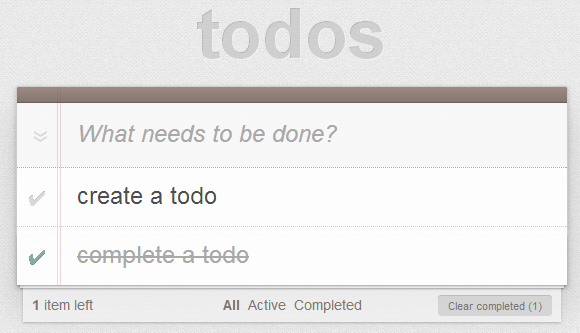 todos
What needs to be done?
create a todo
complete a todo
1 item left All Active Completed Clear completed (1)